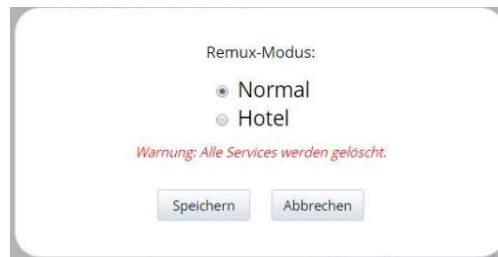 Remux-Modus:
Normal
Hotel
Warnung: Alle Services werden gelöscht.
Speichern
Abbrechen